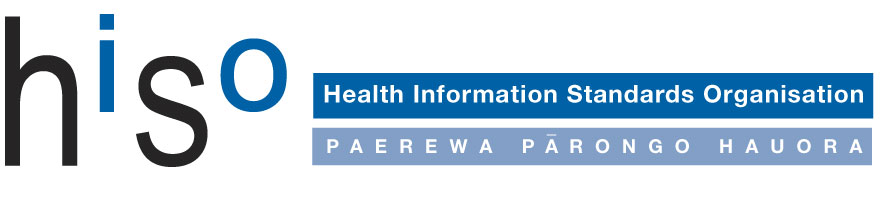 hiso
Health Information Standards Organisation
PAEREWA PĀRONGO HAUORA